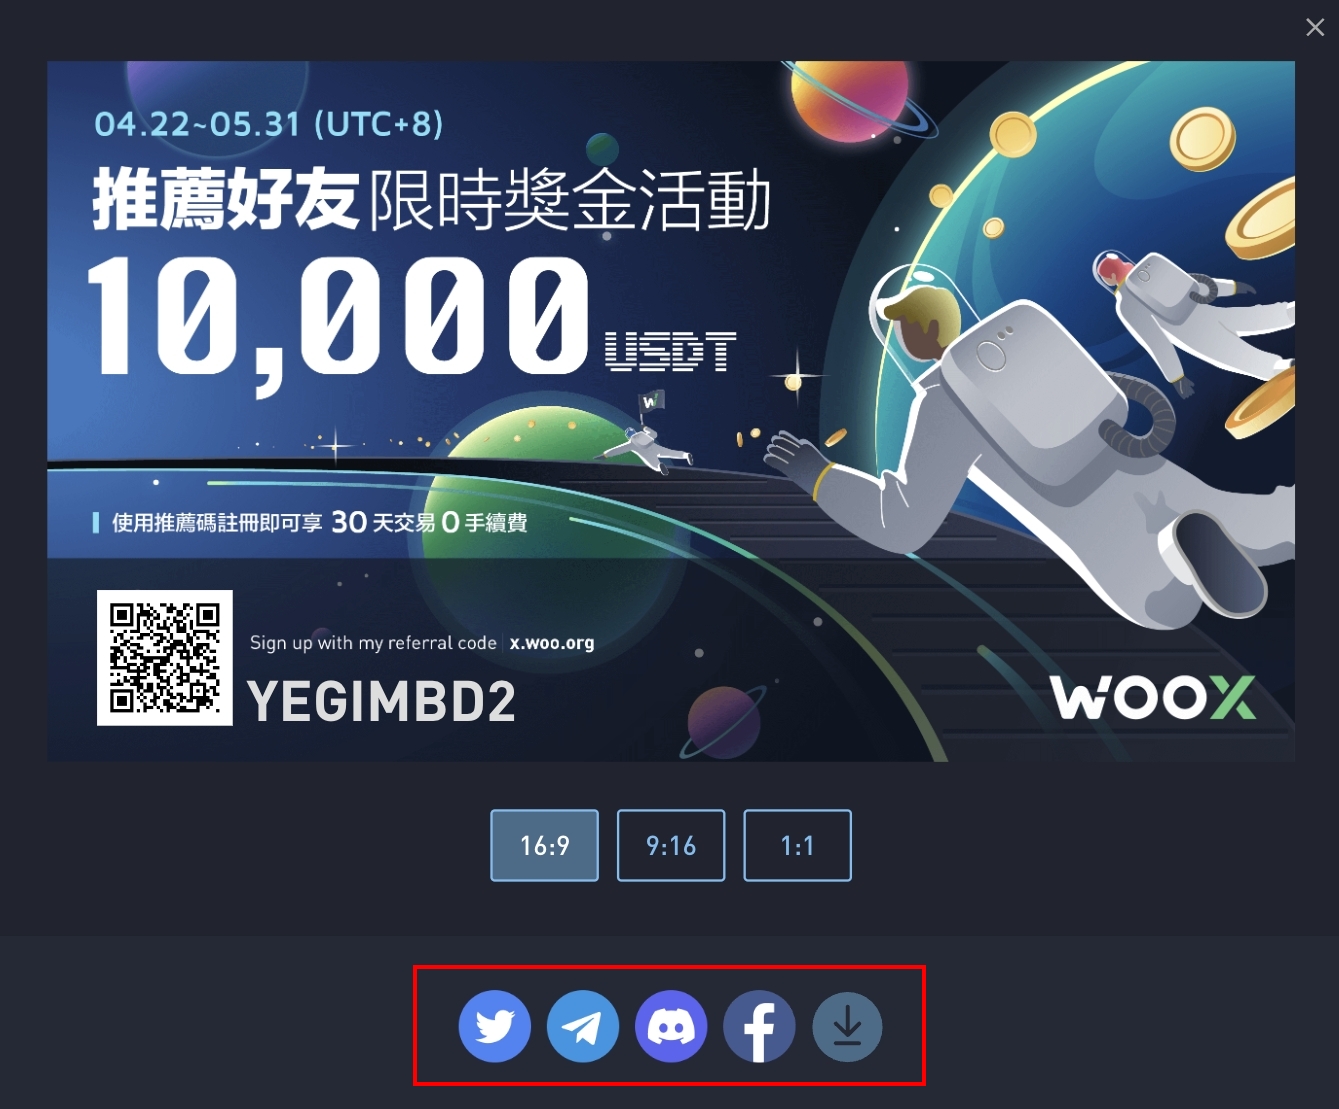 04.22~05.31 (UTC+8)
推薦好友限時獎金活動
10,000 USDT
W
使用推薦碼註冊即可享 30 天交易 0 手續費
Sign up with my referral code x.woo.org
YEGIMBD2
WOOX
16:9 9:16 1:1